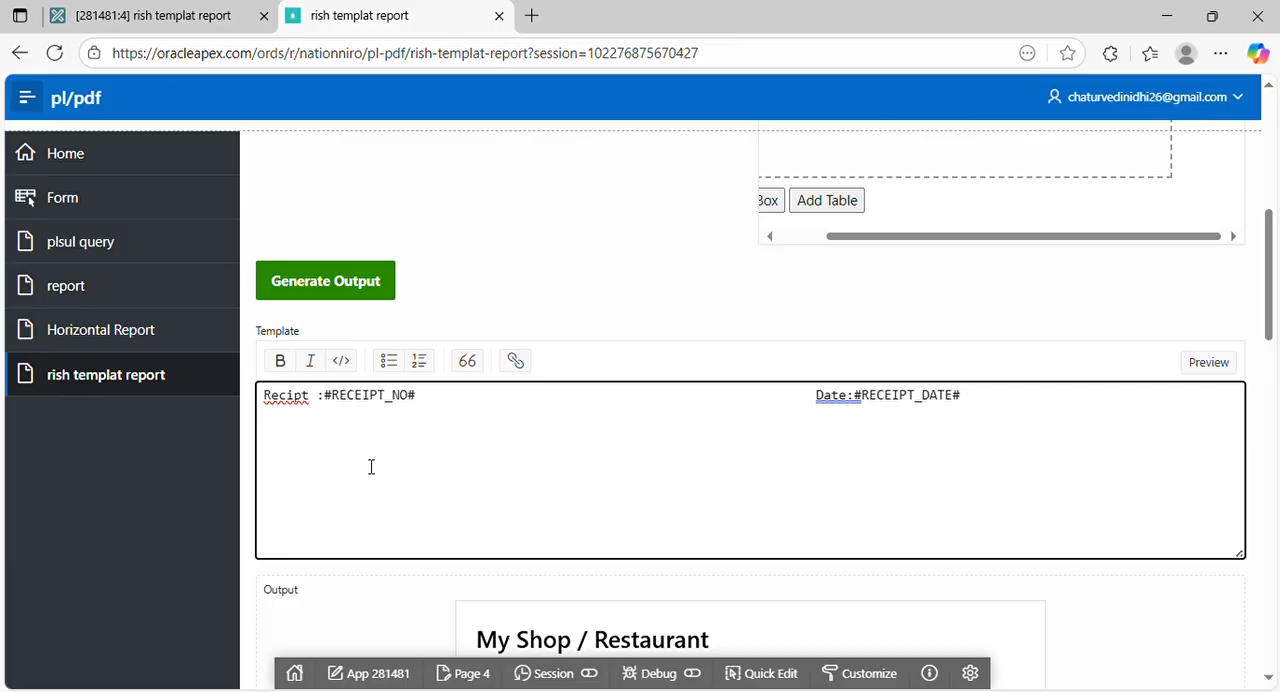 [281481:4] rish templat report
rish templat report
https://oracleapex.com/ords/r/nationniro/pl-pdf/rish-templat-report?session=102276875670427
pl/pdf
chaturvedinidhi26@gmail.com
Home
Form
plsul query
report
Horizontal Report
rish templat report
Box
Add Table
Generate Output
Template
B I </> 66
Preview
Recipt :#RECEIPT_NO# Date:#RECEIPT_DATE#
Output
My Shop / Restaurant
App 281481
Page 4
Session
Debug
Quick Edit
Customize